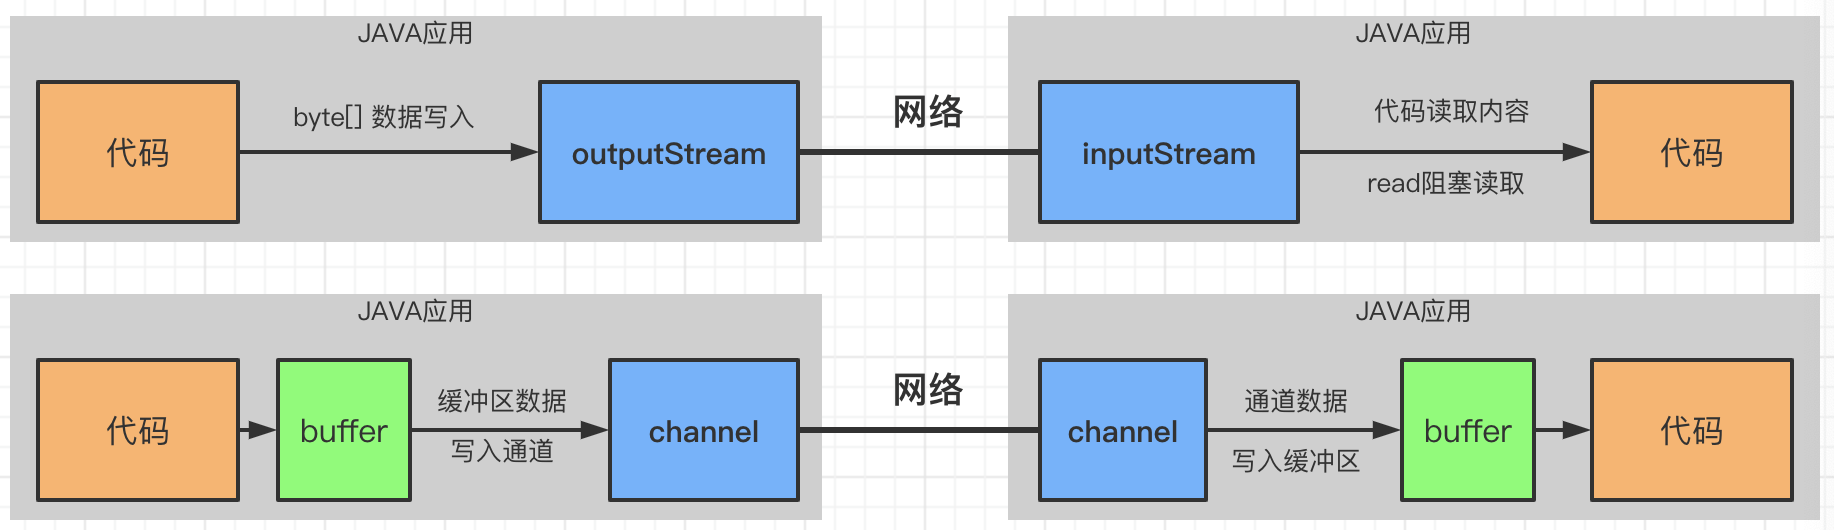 JAVA应用
JAVA应用
代码
byte[] 数据写入
outputStream
网络
inputStream
代码读取内容
read阻塞读取
代码
JAVA应用
JAVA应用
代码
buffer
缓冲区数据
写入通道
channel
网络
channel
通道数据
写入缓冲区
buffer
代码